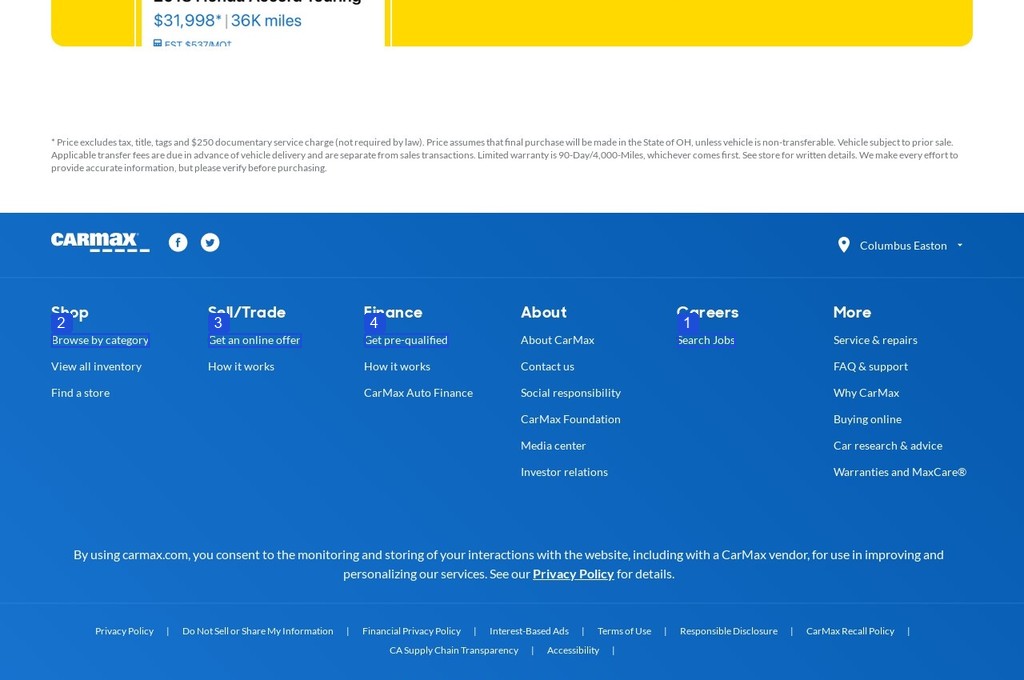 $31,998* | 36K miles
EST. $537/MO†
* Price excludes tax, title, tags and $250 documentary service charge (not required by law). Price assumes that final purchase will be made in the State of OH, unless vehicle is non-transferable. Vehicle subject to prior sale.
Applicable transfer fees are due in advance of vehicle delivery and are separate from sales transactions. Limited warranty is 90-Day/4,000-Miles, whichever comes first. See store for written details. We make every effort to
provide accurate information, but please verify before purchasing.
CARMAX
Columbus Easton
Shop
2
Browse by category
View all inventory
Find a store
Sell/Trade
3
Get an online offer
How it works
Finance
4
Get pre-qualified
How it works
CarMax Auto Finance
About
About CarMax
Contact us
Social responsibility
CarMax Foundation
Media center
Investor relations
Careers
1
Search Jobs
More
Service & repairs
FAQ & support
Why CarMax
Buying online
Car research & advice
Warranties and MaxCare®
By using carmax.com, you consent to the monitoring and storing of your interactions with the website, including with a CarMax vendor, for use in improving and
personalizing our services. See our Privacy Policy for details.
Privacy Policy | Do Not Sell or Share My Information | Financial Privacy Policy | Interest-Based Ads | Terms of Use | Responsible Disclosure | CarMax Recall Policy |
CA Supply Chain Transparency | Accessibility |